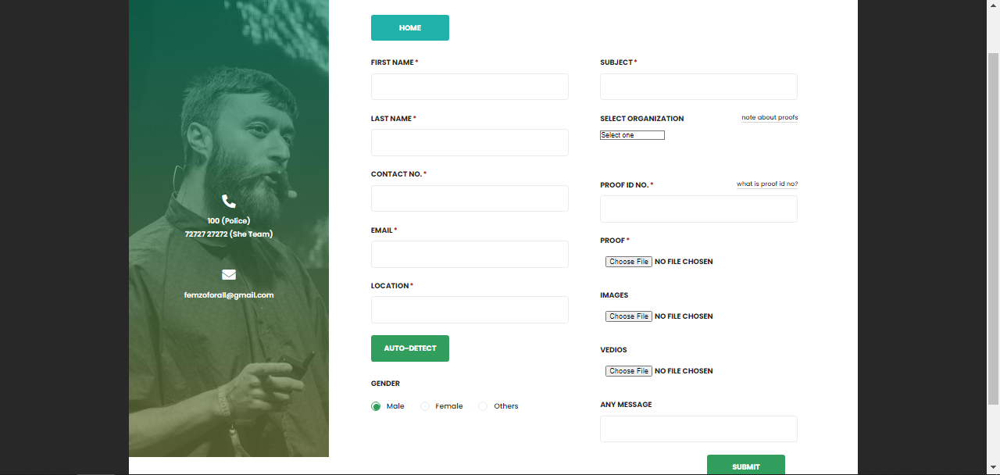 HOME
FIRST NAME *
LAST NAME *
CONTACT NO. *
EMAIL *
LOCATION *
AUTO-DETECT
GENDER
Male Female Others
SUBJECT *
SELECT ORGANIZATION note about proofs
Select one
PROOF ID NO. * what is proof id no?
PROOF *
Choose File NO FILE CHOSEN
IMAGES
Choose File NO FILE CHOSEN
VEDIOS
Choose File NO FILE CHOSEN
ANY MESSAGE
SUBMIT
100 (Police)
72727 27272 (She Team)
femzoforall@gmail.com